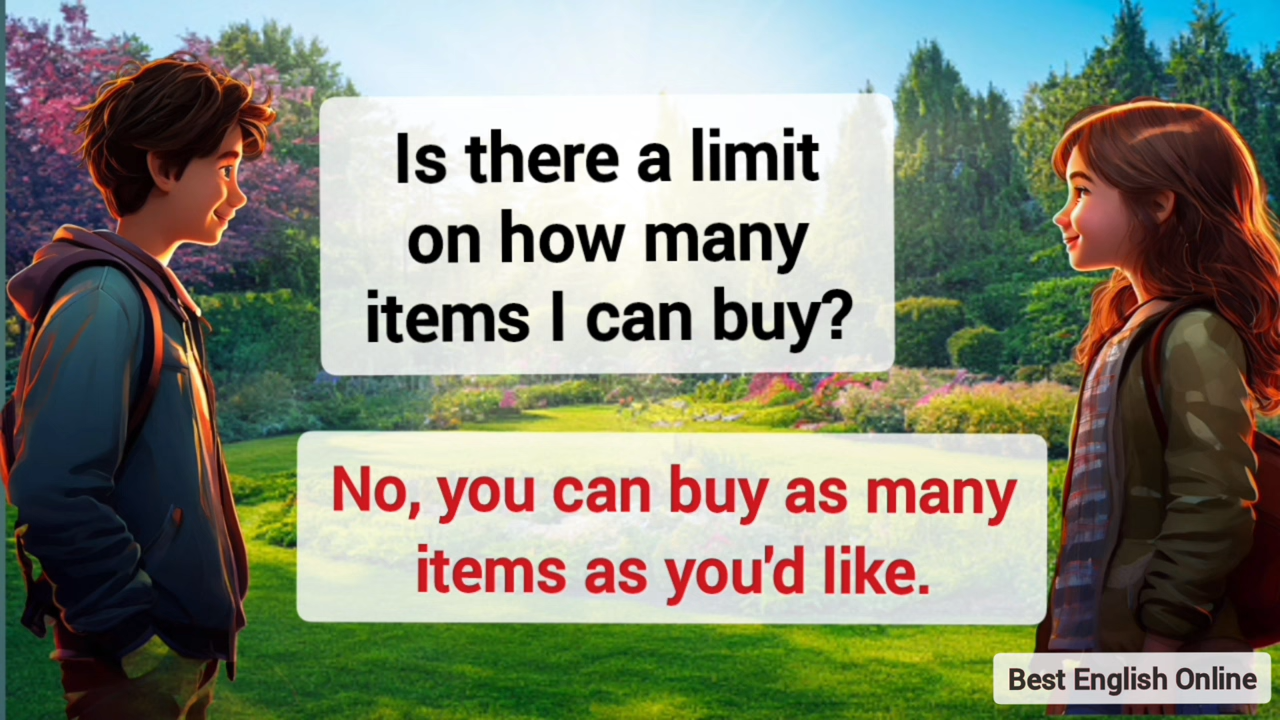 Is there a limit
on how many
items I can buy?
No, you can buy as many
items as you'd like.
Best English Online